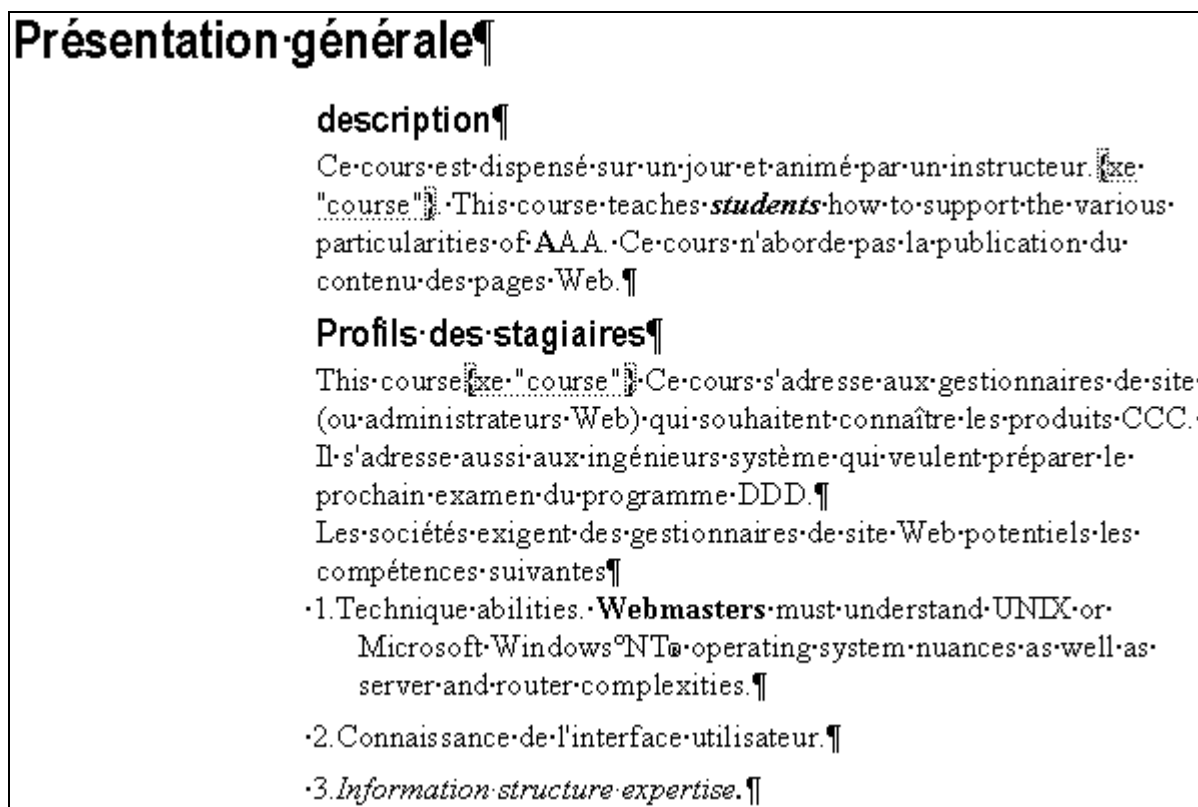 Présentation·générale¶
description¶
Ce·cours·est·dispensé·sur·un·jour·et·animé·par·un·instructeur.{xe·
"course"}.·This·course·teaches·students·how·to·support·the·various·
particularities·of·AAA.·Ce·cours·n'aborde·pas·la·publication·du·
contenu·des·pages·Web.¶
Profils·des·stagiaires¶
This·course{xe·"course"}·Ce·cours·s'adresse·aux·gestionnaires·de·site·
(ou·administrateurs·Web)·qui·souhaitent·connaître·les·produits·CCC.·
Il·s'adresse·aussi·aux·ingénieurs·système·qui·veulent·préparer·le·
prochain·examen·du·programme·DDD.¶
Les·sociétés·exigent·des·gestionnaires·de·site·Web·potentiels·les·
compétences·suivantes¶
·1.Technique·abilities.·Webmasters·must·understand·UNIX·or·
Microsoft·Windows°NT®·operating·system·nuances·as·well·as·
server·and·router·complexities.¶
·2.Connaissance·de·l'interface·utilisateur.¶
·3.Information·structure·expertise.¶